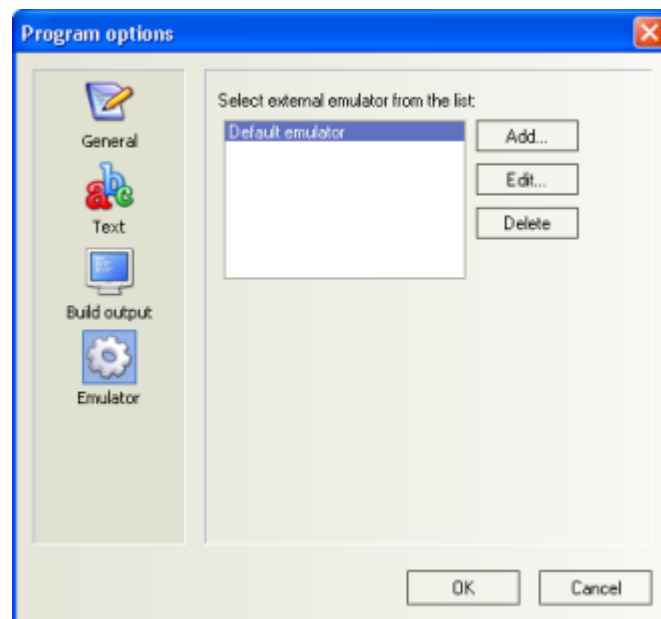 Program options
General
Text
Build output
Emulator
Select external emulator from the list:
Default emulator
Add...
Edit...
Delete
OK
Cancel